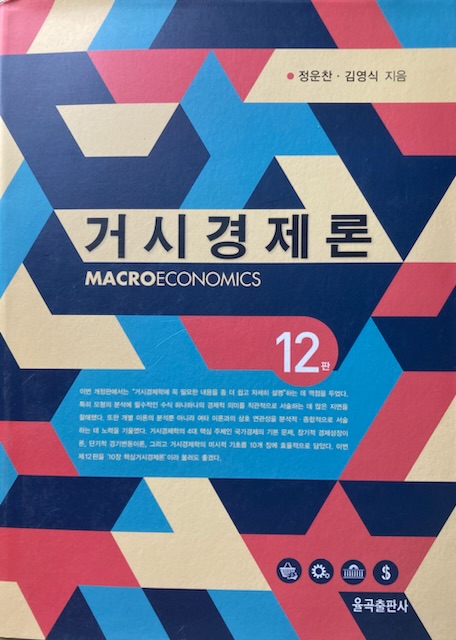 정운찬 · 김영식 지음
거시경제론
MACROECONOMICS
12판
이번 개정판에서는 "거시경제학에 꼭 필요한 내용을 좀 더 쉽고 자세히 설명"하는 데 역점을 두었다.
특히 모형의 분석에 필수적인 수식 하나하나의 경제적 의미를 직관적으로 서술하는 데 많은 지면을
할애했다. 또한 개별 이론의 분석뿐 아니라 여타 이론과의 상호 연관성을 분석적·종합적으로 서술
하는 데 노력을 기울였다. 거시경제학의 4대 핵심 주제인 국가경제의 기본 문제, 장기적 경제성장이
론, 단기적 경기변동이론, 그리고 거시경제학의 미시적 기초를 10개 장에 효율적으로 담았다. 이번
제12판을 '10장 핵심거시경제론'이라 불러도 좋겠다.
$
율곡출판사